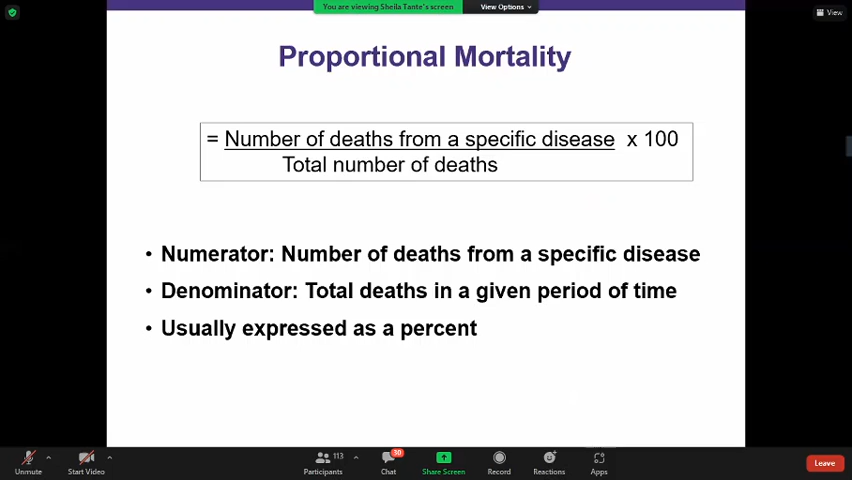 You are viewing Sheila Tante's screen
View Options
View
Proportional Mortality
= Number of deaths from a specific disease x 100
Total number of deaths
• Numerator: Number of deaths from a specific disease
• Denominator: Total deaths in a given period of time
• Usually expressed as a percent
113
30
Unmute
Start Video
Participants
Chat
Share Screen
Record
Reactions
Apps
Leave